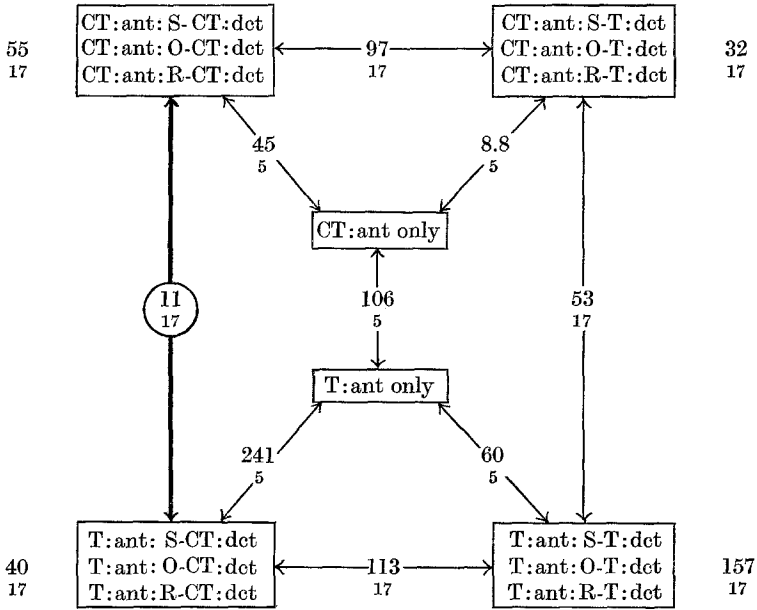 CT:ant: S-CT:dct
CT:ant: O-CT:dct
CT:ant:R-CT:dct
55
17
97
17
CT:ant:S-T:dct
CT:ant:O-T:dct
CT:ant:R-T:dct
32
17
45
5
8.8
5
CT:ant only
11
17
106
5
53
17
T:ant only
241
5
60
5
T:ant: S-CT:dct
T:ant: O-CT:dct
T:ant:R-CT:dct
40
17
113
17
T:ant:S-T:dct
T:ant:O-T:dct
T:ant:R-T:dct
157
17